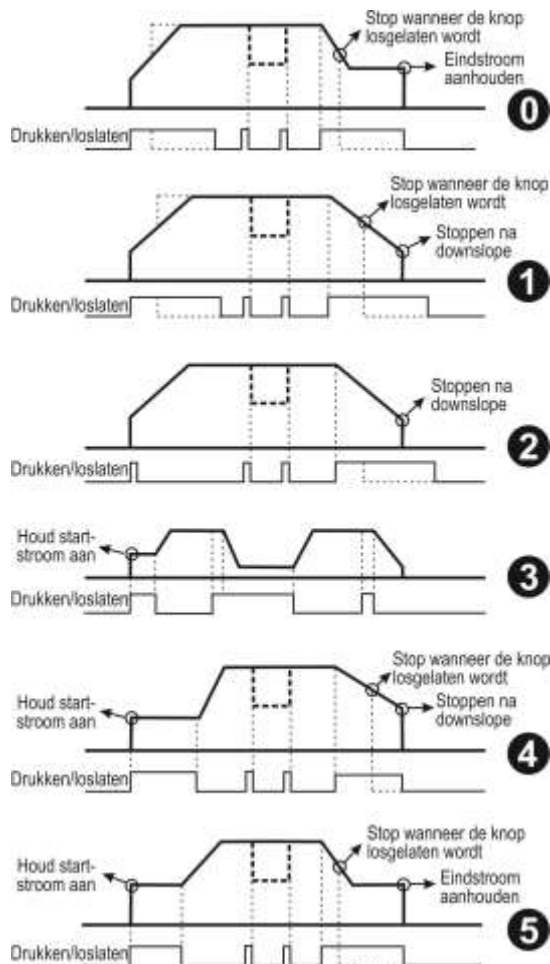 Stop wanneer de knop
losgelaten wordt
Eindstroom
aanhouden
0
Drukken/loslaten
Stop wanneer de knop
losgelaten wordt
Stoppen na
downslope
1
Drukken/loslaten
Stoppen na
downslope
2
Drukken/loslaten
Houd start-
stroom aan
3
Drukken/loslaten
Stop wanneer de knop
losgelaten wordt
Houd start-
stroom aan
Stoppen na
downslope
4
Drukken/loslaten
Stop wanneer de knop
losgelaten wordt
Houd start-
stroom aan
Eindstroom
aanhouden
5
Drukken/loslaten